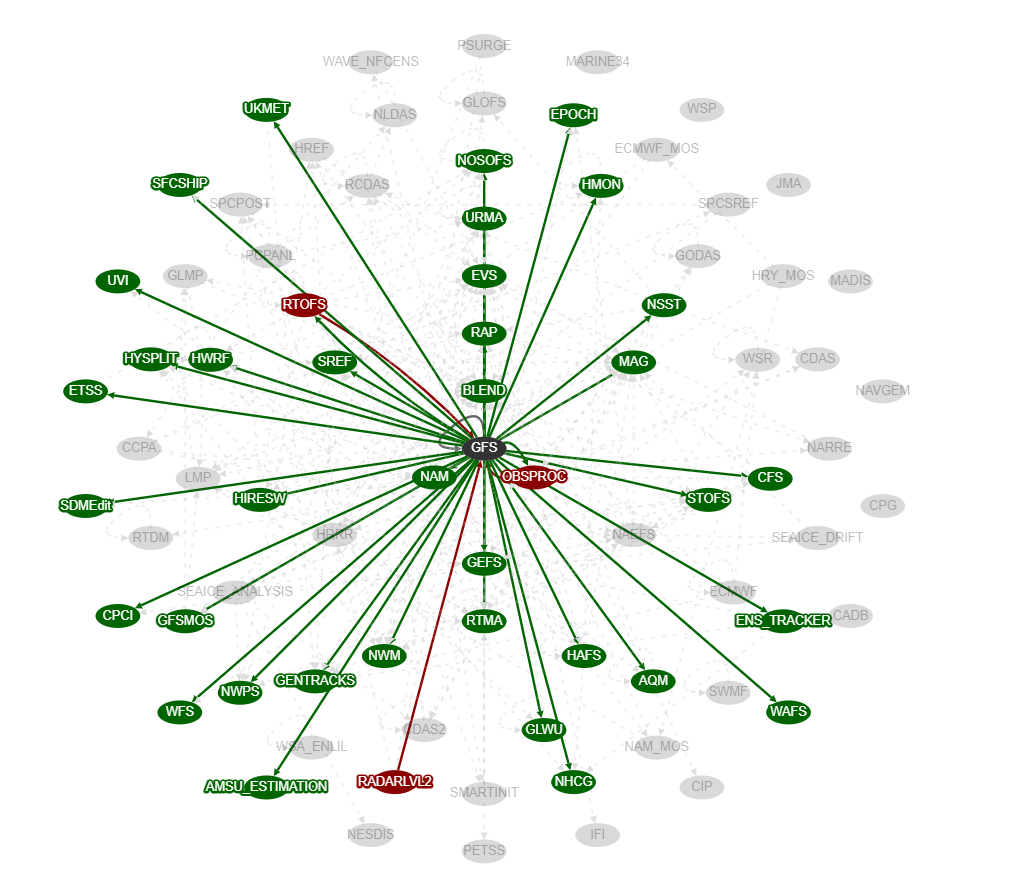 PSURGE
WAVE_NFCENS
MARINE34
GLOFS
UKMET
WSP
NLDAS
EPOCH
HREF
ECMWF_MOS
NOSOFS
SFCSHIP
RCDAS
HMON
JMA
SPCPOST
SPCSREF
URMA
PCPANL
GODAS
GLMP
EVS
HRY_MOS
UVI
MADIS
RTOFS
NSST
RAP
HYSPLIT
HWRF
SREF
MAG
WSR
CDAS
ETSS
BLEND
NAVGEM
CCPA
GFS
NARRE
LMP
NAM
OBSPROC
CFS
SDMEdit
HIRESW
STOFS
CPG
RTDM
HRRR
NAEFS
SEAICE_DRIFT
GEFS
SEAICE_ANALYSIS
ECMWF
CPCI
GFSMOS
RTMA
ENS_TRACKER
CADB
NWM
HAFS
GENTRACKS
AQM
NWPS
SWMF
WFS
WAFS
CDAS2
GLWU
WSA_ENLIL
NAM_MOS
AMSU_ESTIMATION
RADARLVL2
NHCG
CIP
SMARTINIT
NESDIS
IFI
PETSS